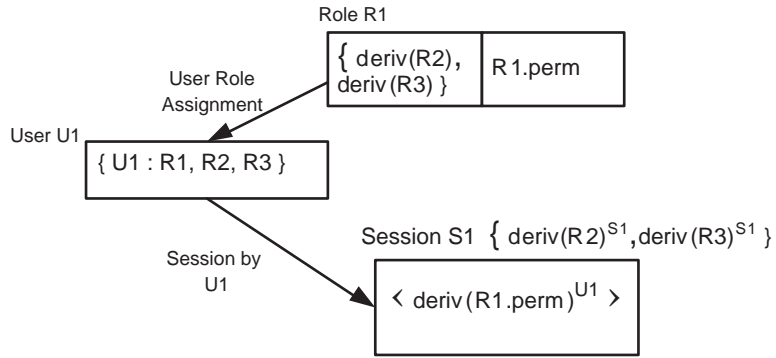 Role R1
{ deriv(R2),
deriv(R3) }
R1.perm
User Role
Assignment
User U1
{ U1 : R1, R2, R3 }
Session by
U1
Session S1 { deriv(R2)^S1,deriv(R3)^S1 }
< deriv(R1.perm)^U1 >